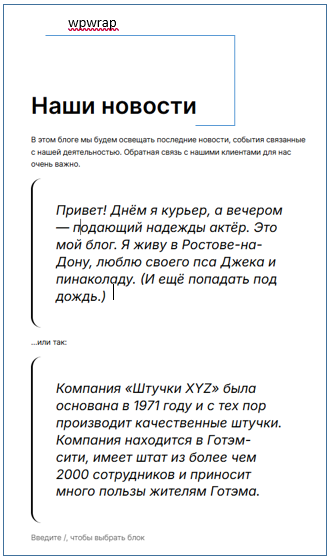 wpwrap
Наши новости
В этом блоге мы будем освещать последние новости, события связанные
с нашей деятельностью. Обратная связь с нашими клиентами для нас
очень важно.
Привет! Днём я курьер, а вечером
— подающий надежды актёр. Это
мой блог. Я живу в Ростове-на-
Дону, люблю своего пса Джека и
пинаколаду. (И ещё попадать под
дождь.)
...или так:
Компания «Штучки XYZ» была
основана в 1971 году и с тех пор
производит качественные штучки.
Компания находится в Готэм-
сити, имеет штат из более чем
2000 сотрудников и приносит
много пользы жителям Готэма.
Введите /, чтобы выбрать блок